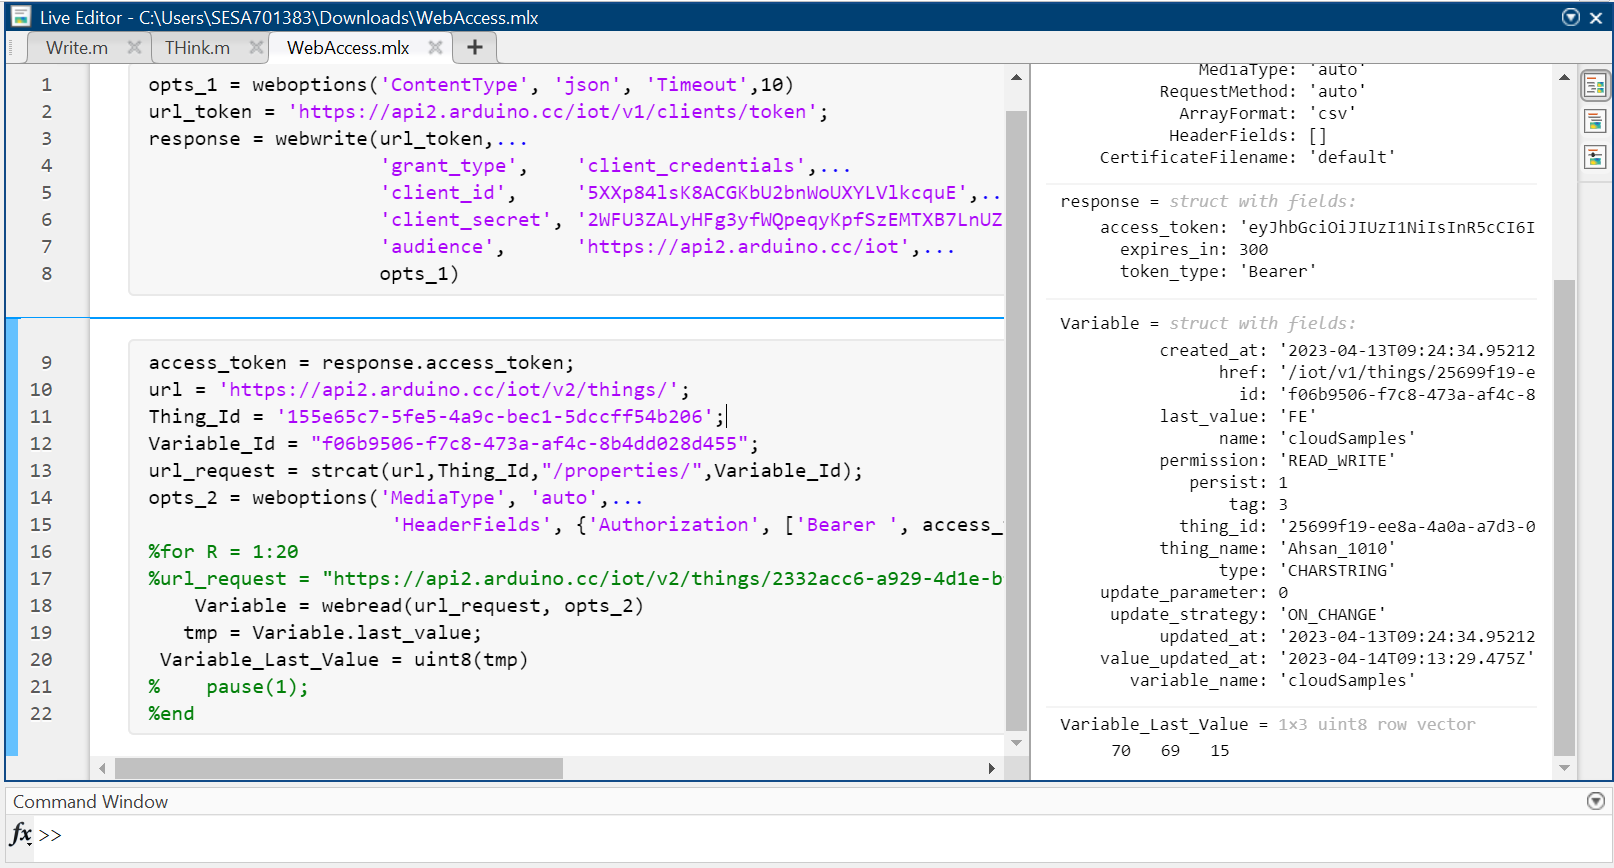 Live Editor - C:\Users\SESA701383\Downloads\WebAccess.mlx
Write.m
THink.m
WebAccess.mlx
1 opts_1 = weboptions('ContentType', 'json', 'Timeout',10)
2 url_token = 'https://api2.arduino.cc/iot/v1/clients/token';
3 response = webwrite(url_token,...
4 'grant_type', 'client_credentials',...
5 'client_id', '5XXp84lsK8ACGKbU2bnWoUXYLVlkcquE',..
6 'client_secret', '2WFU3ZALyHFg3yfWQpeqyKpfSzEMTXB7LnUZ
7 'audience', 'https://api2.arduino.cc/iot',...
8 opts_1)
9 access_token = response.access_token;
10 url = 'https://api2.arduino.cc/iot/v2/things/';
11 Thing_Id = '155e65c7-5fe5-4a9c-bec1-5dccff54b206';
12 Variable_Id = "f06b9506-f7c8-473a-af4c-8b4dd028d455";
13 url_request = strcat(url,Thing_Id,"/properties/",Variable_Id);
14 opts_2 = weboptions('MediaType', 'auto',...
15 'HeaderFields', {'Authorization', ['Bearer ', access_
16 %for R = 1:20
17 %url_request = "https://api2.arduino.cc/iot/v2/things/2332acc6-a929-4d1e-b
18 Variable = webread(url_request, opts_2)
19 tmp = Variable.last_value;
20 Variable_Last_Value = uint8(tmp)
21 % pause(1);
22 %end
MediaType: 'auto'
RequestMethod: 'auto'
ArrayFormat: 'csv'
HeaderFields: []
CertificateFilename: 'default'
response = struct with fields:
access_token: 'eyJhbGciOiJIUzI1NiIsInR5cCI6I
expires_in: 300
token_type: 'Bearer'
Variable = struct with fields:
created_at: '2023-04-13T09:24:34.95212
href: '/iot/v1/things/25699f19-e
id: 'f06b9506-f7c8-473a-af4c-8
last_value: 'FE'
name: 'cloudSamples'
permission: 'READ_WRITE'
persist: 1
tag: 3
thing_id: '25699f19-ee8a-4a0a-a7d3-0
thing_name: 'Ahsan_1010'
type: 'CHARSTRING'
update_parameter: 0
update_strategy: 'ON_CHANGE'
updated_at: '2023-04-13T09:24:34.95212
value_updated_at: '2023-04-14T09:13:29.475Z'
variable_name: 'cloudSamples'
Variable_Last_Value = 1×3 uint8 row vector
70 69 15
Command Window
fx >>